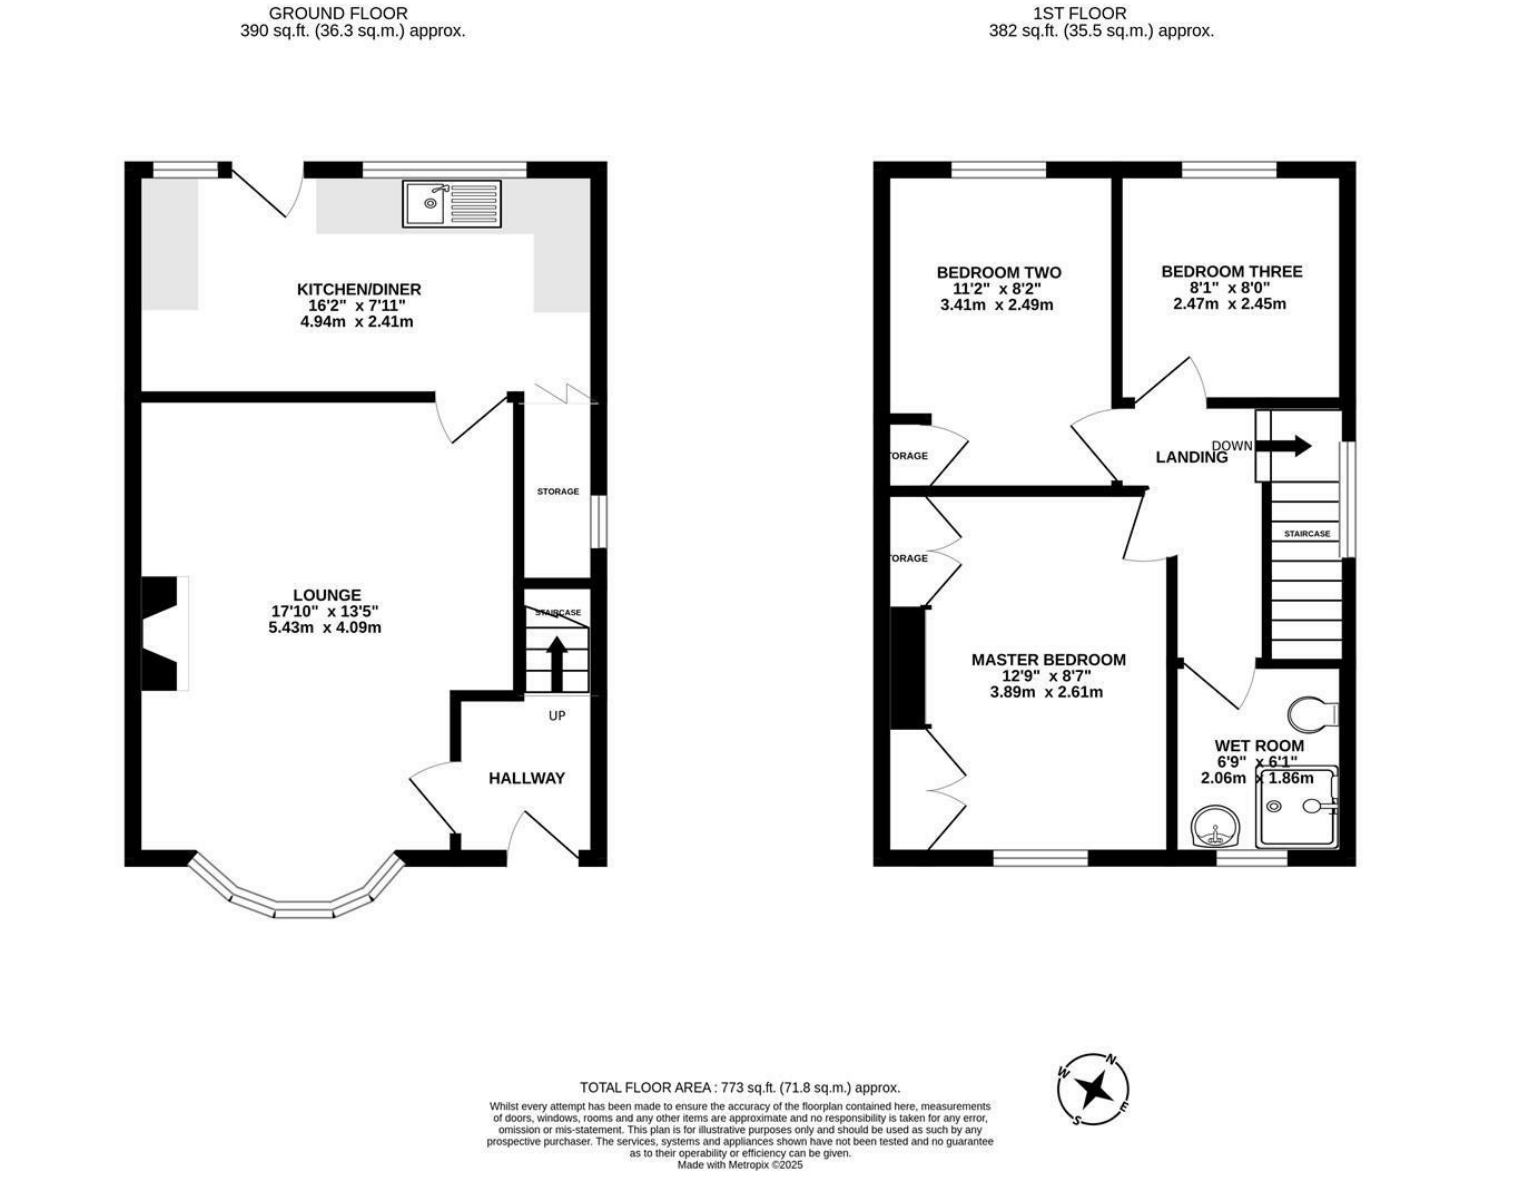 GROUND FLOOR
390 sq.ft. (36.3 sq.m.) approx.
1ST FLOOR
382 sq.ft. (35.5 sq.m.) approx.
KITCHEN/DINER
16'2" x 7'11"
4.94m x 2.41m
STORAGE
LOUNGE
17'10" x 13'5"
5.43m x 4.09m
STAIRCASE
UP
HALLWAY
BEDROOM TWO
11'2" x 8'2"
3.41m x 2.49m
BEDROOM THREE
8'1" x 8'0"
2.47m x 2.45m
TORAGE
DOWN
LANDING
STAIRCASE
TORAGE
MASTER BEDROOM
12'9" x 8'7"
3.89m x 2.61m
WET ROOM
6'9" x 6'1"
2.06m x 1.86m
N
W
E
S
TOTAL FLOOR AREA : 773 sq.ft. (71.8 sq.m.) approx.
Whilst every attempt has been made to ensure the accuracy of the floorplan contained here, measurements
of doors, windows, rooms and any other items are approximate and no responsibility is taken for any error,
omission or mis-statement. This plan is for illustrative purposes only and should be used as such by any
prospective purchaser. The services, systems and appliances shown have not been tested and no guarantee
as to their operability or efficiency can be given.
Made with Metropix ©2025